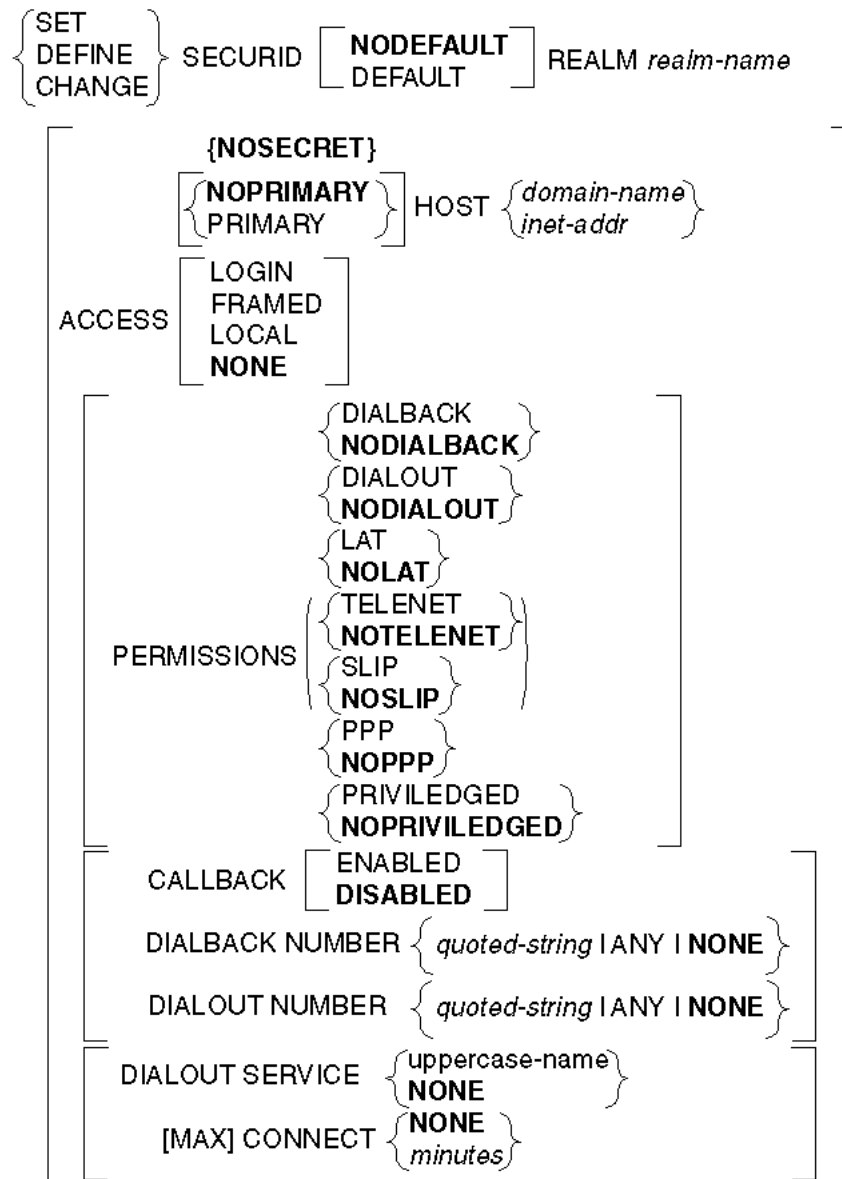 SET
DEFINE
CHANGE
SECURID
NODEFAULT
DEFAULT
REALM realm-name
{NOSECRET}
NOPRIMARY
PRIMARY
HOST
domain-name
inet-addr
ACCESS
LOGIN
FRAMED
LOCAL
NONE
PERMISSIONS
DIALBACK
NODIALBACK
DIALOUT
NODIALOUT
LAT
NOLAT
TELENET
NOTELENET
SLIP
NOSLIP
PPP
NOPPP
PRIVILEDGED
NOPRIVILEDGED
CALLBACK
ENABLED
DISABLED
DIALBACK NUMBER { quoted-string | ANY | NONE }
DIALOUT NUMBER { quoted-string | ANY | NONE }
DIALOUT SERVICE
uppercase-name
NONE
[MAX] CONNECT
NONE
minutes